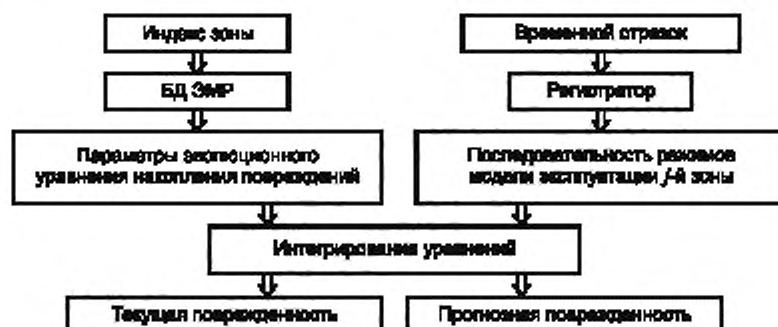 Индекс зоны
Временной отрезок
БД ЭМР
Регистратор
Параметры эволюционного
уравнения накопления повреждений
Последовательность режимов
модели эксплуатации j-й зоны
Интегрирование уравнений
Текущая поврежденность
Прогнозная поврежденность